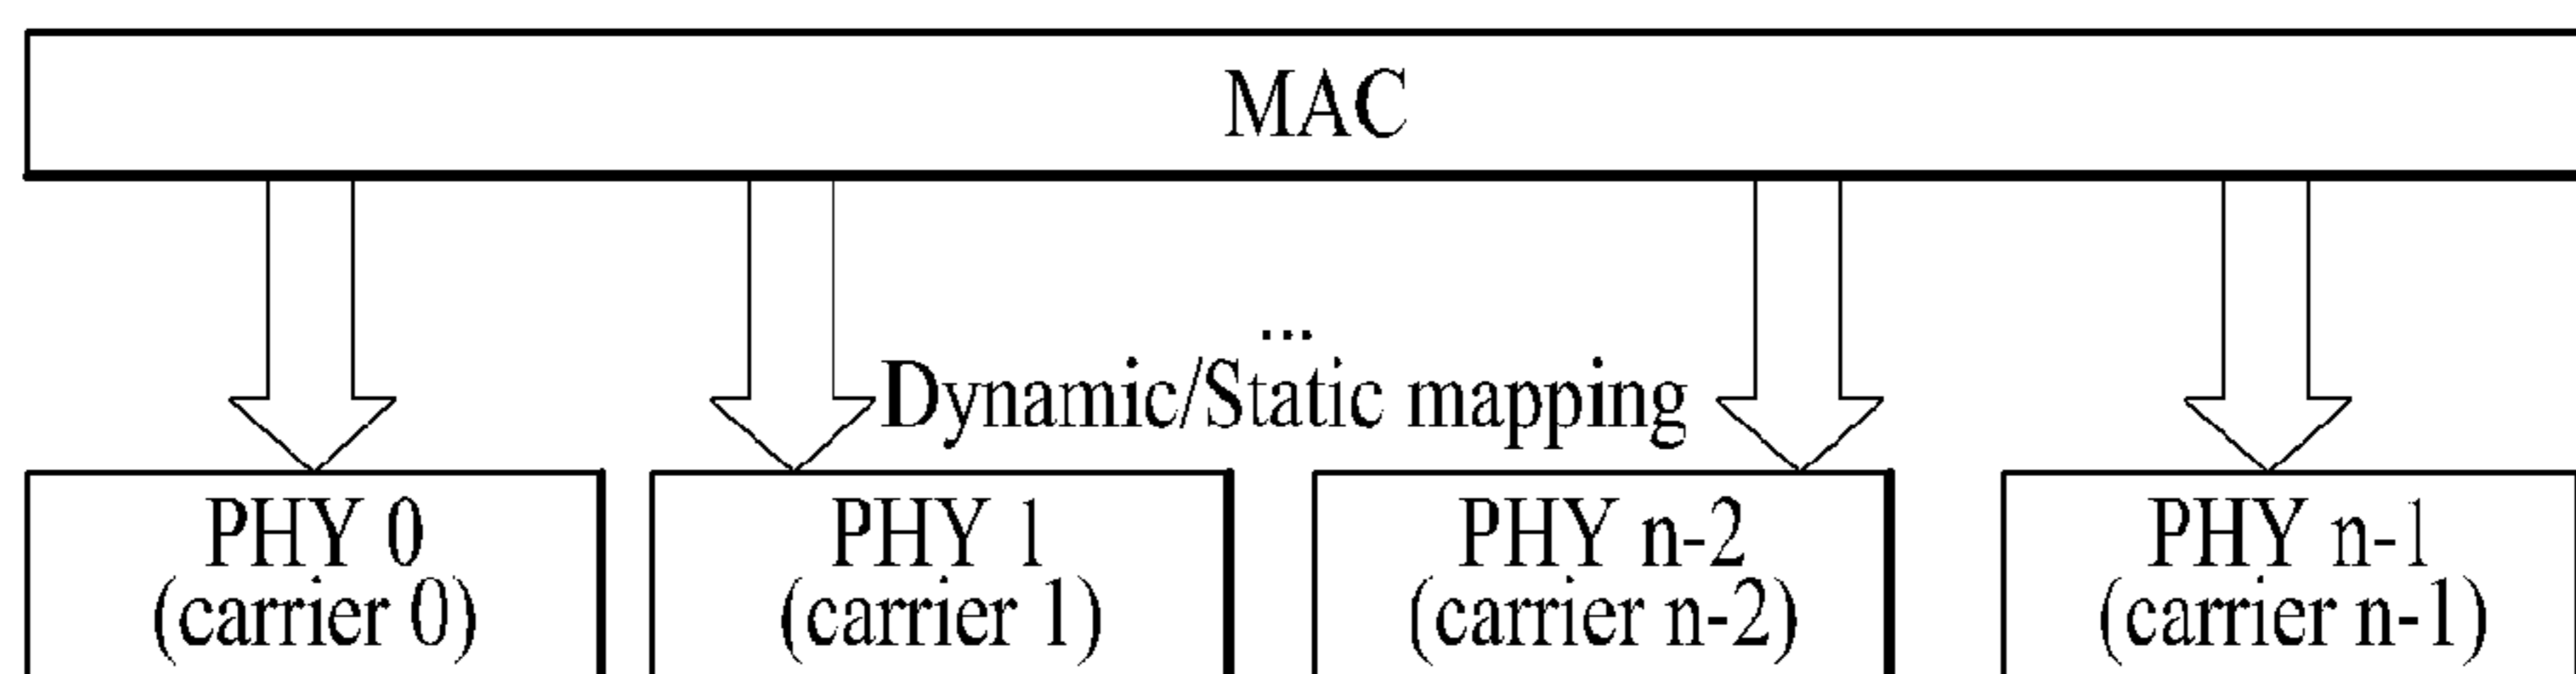 MAC
...
Dynamic/Static mapping
PHY 0
(carrier 0)
PHY 1
(carrier 1)
PHY n-2
(carrier n-2)
PHY n-1
(carrier n-1)